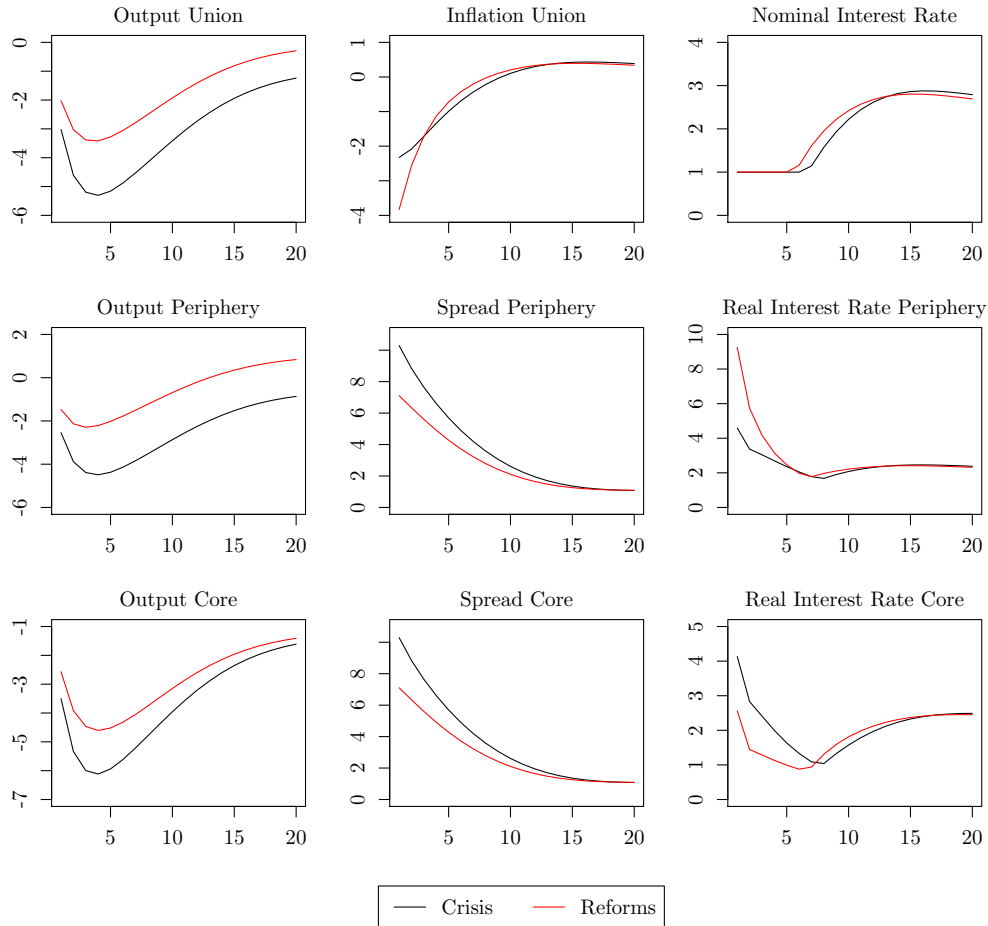 Output Union
Inflation Union
Nominal Interest Rate
0
-2
-4
-6
5 10 15 20
1
0
-2
-4
5 10 15 20
4
3
2
1
0
5 10 15 20
Output Periphery
Spread Periphery
Real Interest Rate Periphery
2
0
-2
-4
-6
5 10 15 20
8
6
4
2
0
5 10 15 20
10
8
6
4
2
0
5 10 15 20
Output Core
Spread Core
Real Interest Rate Core
-1
-3
-5
-7
5 10 15 20
8
6
4
2
0
5 10 15 20
5
4
3
2
1
0
5 10 15 20
Crisis Reforms